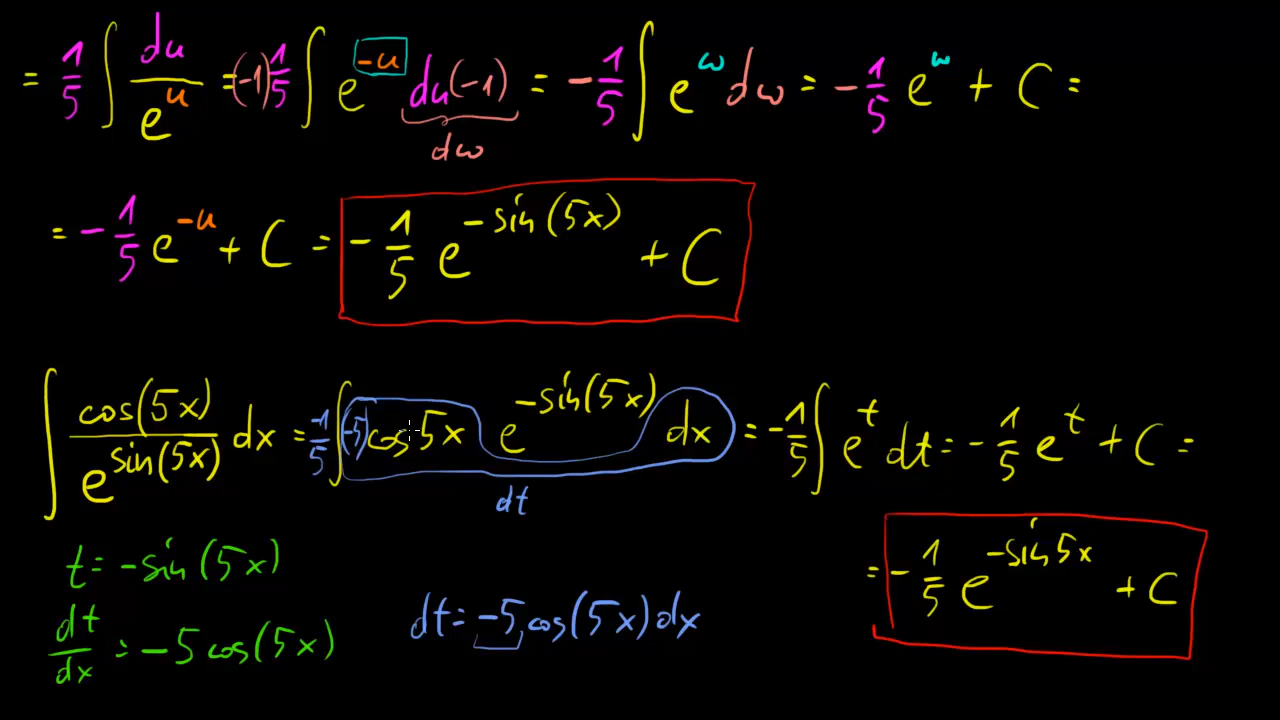 = 1/5 ∫ du/e^u = (-1) 1/5 ∫ e^(-u) du(-1) = -1/5 ∫ e^ω dω = -1/5 e^ω + C =
dω
= -1/5 e^(-u) + C = -1/5 e^(-sin(5x)) + C
∫ cos(5x)/e^(sin(5x)) dx = -1/5 ∫ (-5) cos 5x e^(-sin(5x)) dx = -1/5 ∫ e^t dt = -1/5 e^t + C =
dt
= -1/5 e^(-sin 5x) + C
t = -sin(5x)
dt/dx = -5 cos(5x)
dt = -5 cos(5x) dx